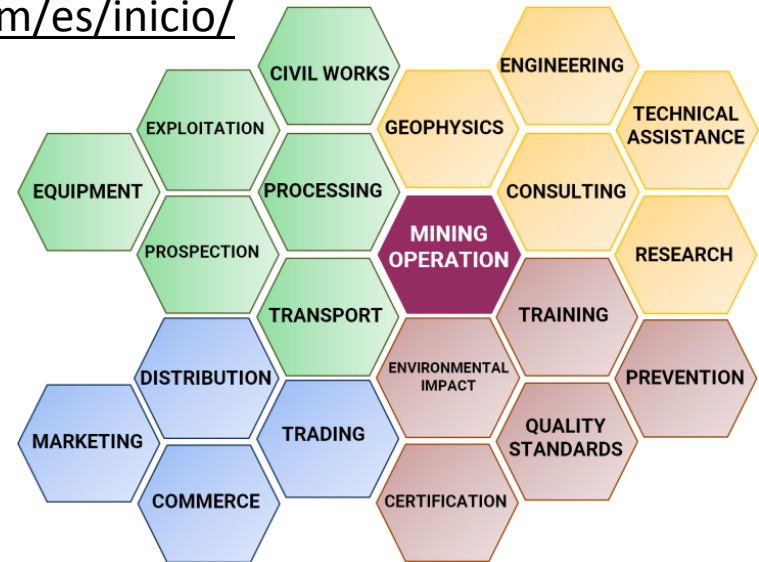 m/es/inicio/
CIVIL WORKS
ENGINEERING
EXPLOITATION
GEOPHYSICS
TECHNICAL
ASSISTANCE
EQUIPMENT
PROCESSING
CONSULTING
PROSPECTION
MINING
OPERATION
RESEARCH
TRANSPORT
TRAINING
DISTRIBUTION
ENVIRONMENTAL
IMPACT
PREVENTION
MARKETING
TRADING
QUALITY
STANDARDS
COMMERCE
CERTIFICATION